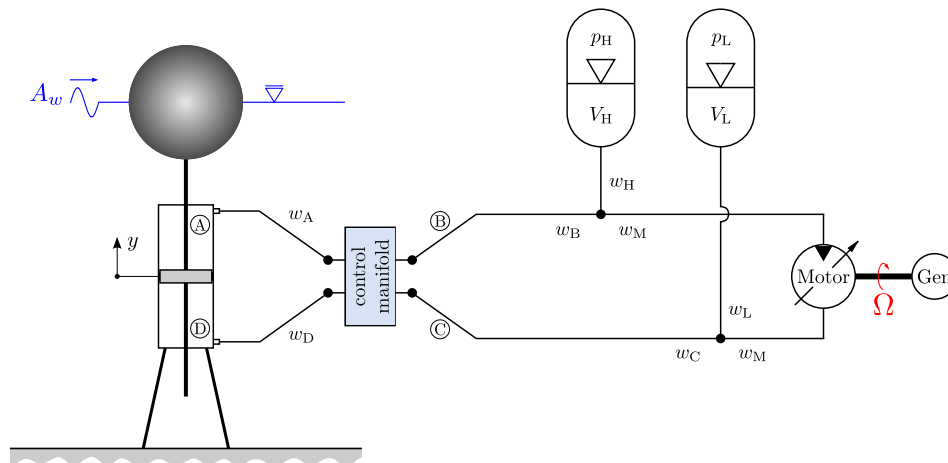 p_H
p_L
A_w
V_H
V_L
w_H
A
w_A
B
y
w_B
w_M
control
manifold
Motor
Gen
Ω
w_L
D
w_D
C
w_C
w_M